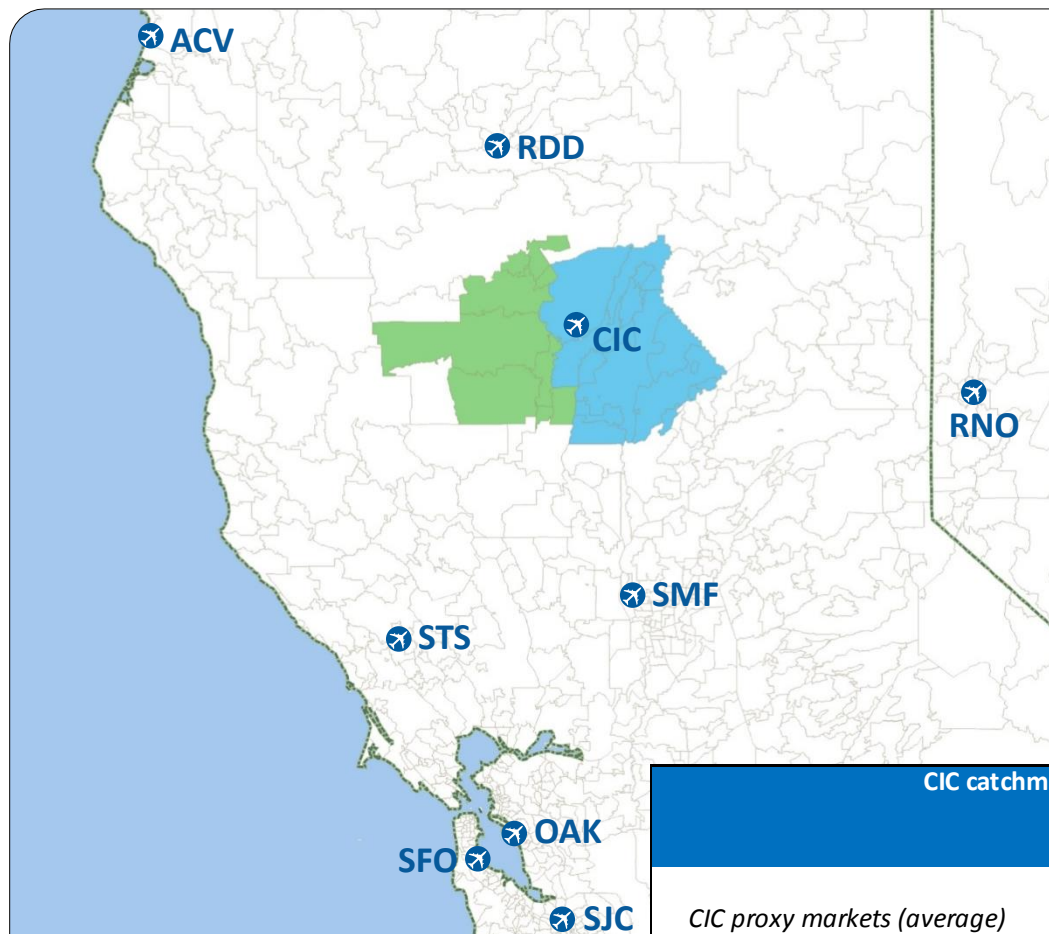 ACV
RDD
CIC
RNO
SMF
STS
OAK
SFO
SJC
CIC catchm
CIC proxy markets (average)